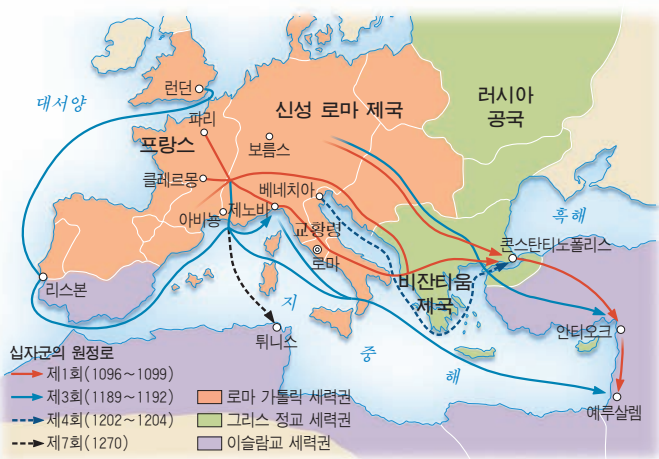 런던
대서양
파리
신성 로마 제국
러시아
공국
프랑스
보름스
클레르몽
베네치아
아비뇽
제노바
흑해
교황령
콘스탄티노폴리스
로마
리스본
비잔티움
제국
지
중
해
튀니스
안티오크
예루살렘
십자군의 원정로
제1회(1096~1099)
제3회(1189~1192)
제4회(1202~1204)
제7회(1270)
로마 가톨릭 세력권
그리스 정교 세력권
이슬람교 세력권